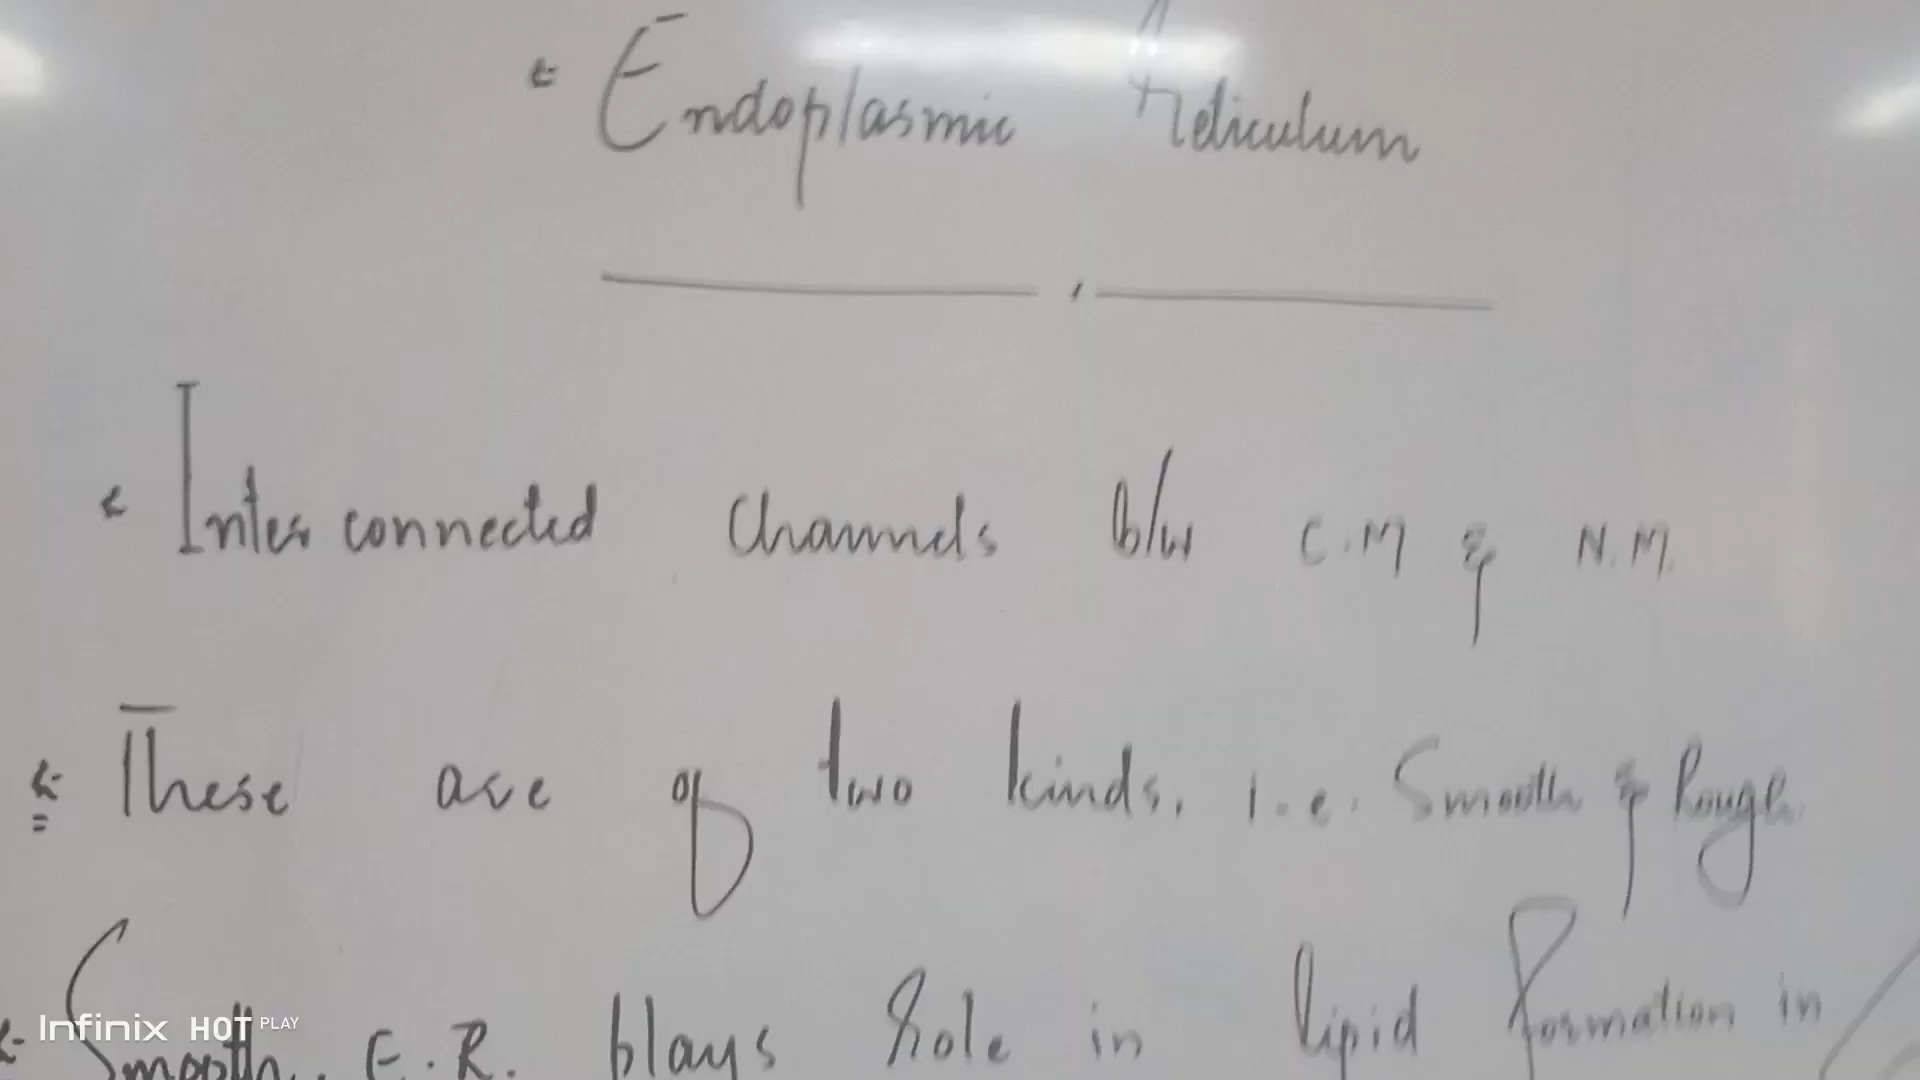 Endoplasmic Reticulum
Inter connected Channels b/w C.M & N.M.
These are of two kinds. i.e. Smooth & Rough.
Smooth. E.R. plays Role in lipid formation in
Infinix HOT PLAY